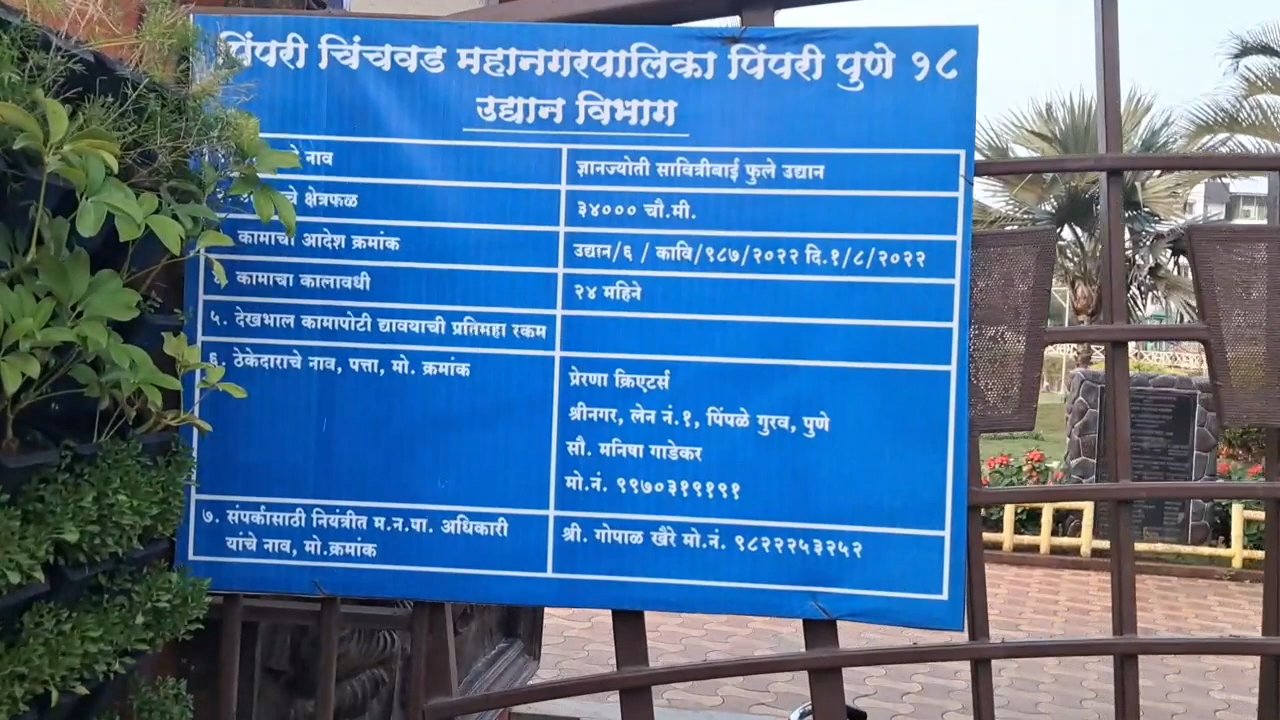 पिंपरी चिंचवड महानगरपालिका पिंपरी पुणे १८
उद्यान विभाग
नाव
ज्ञानज्योती सावित्रीबाई फुले उद्यान
क्षेत्रफळ
३४००० चौ.मी.
कामाचा आदेश क्रमांक
उद्यान/६ / कावि/९८७/२०२२ दि.१/८/२०२२
कामाचा कालावधी
२४ महिने
५. देखभाल कामापोटी द्यावयाची प्रतिमहा रकम
६. ठेकेदाराचे नाव, पत्ता, मो. क्रमांक
प्रेरणा क्रिएटर्स
श्रीनगर, लेन नं.१, पिंपळे गुरव, पुणे
सौ. मनिषा गाडेकर
मो.नं. ९९७०३१९१९१
७. संपर्कासाठी नियंत्रीत म.न.पा. अधिकारी
यांचे नाव, मो.क्रमांक
श्री. गोपाळ खैरे मो.नं. ९८२२२५३२५२